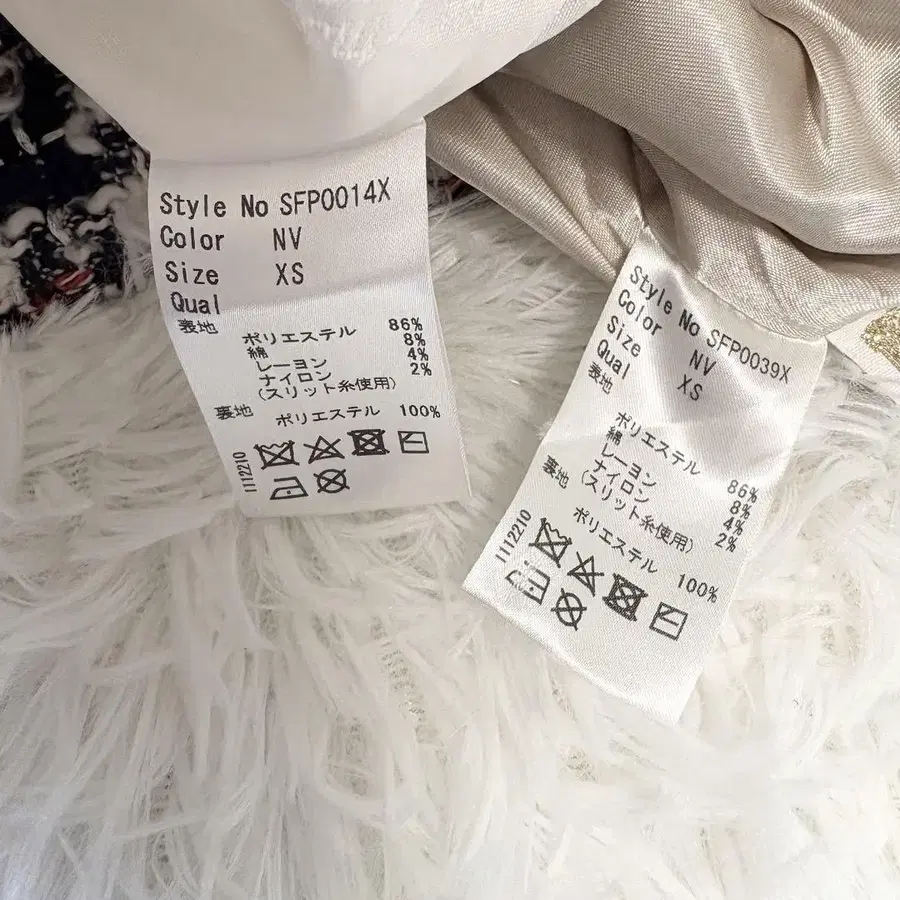 Style No SFP0014X
Color NV
Size XS
Qual
表地
ポリエステル 86%
綿 8%
レーヨン 4%
ナイロン 2%
(スリット糸使用)
裏地 ポリエステル 100%
1112210
Style No SFP0039X
Color NV
Size XS
Qual
表地
ポリエステル 86%
綿 8%
レーヨン 4%
ナイロン 2%
(スリット糸使用)
裏地 ポリエステル 100%
1112210